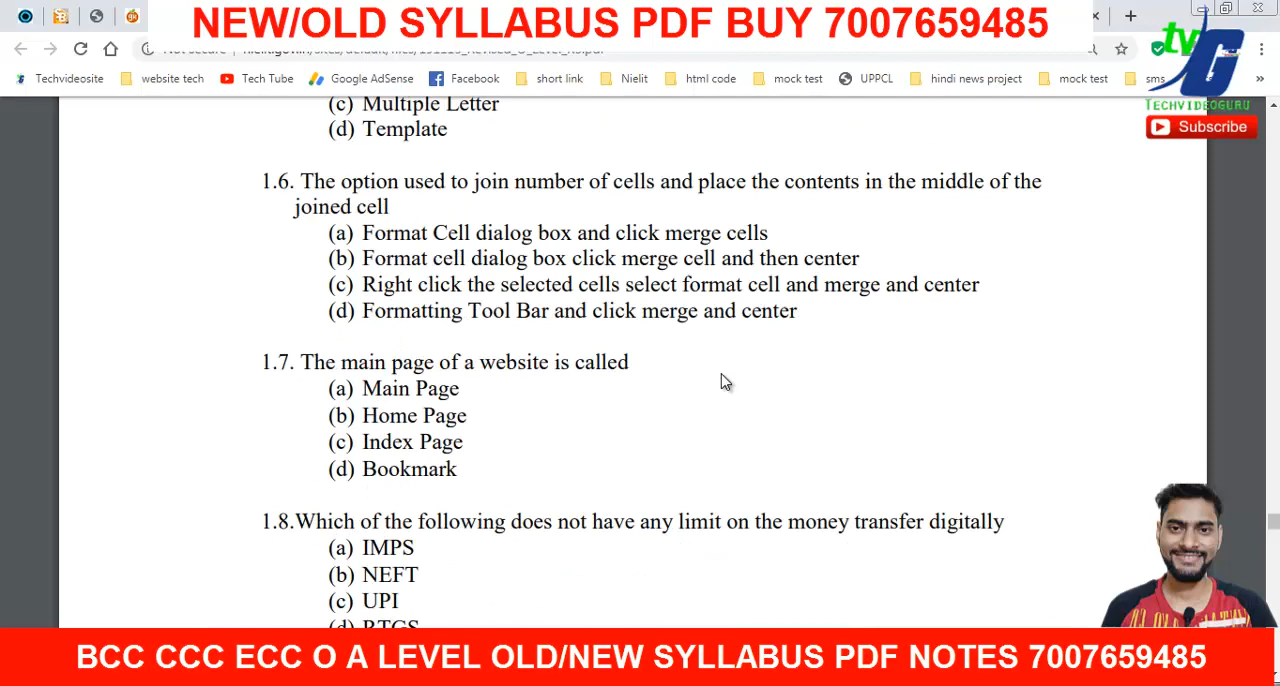 NEW/OLD SYLLABUS PDF BUY 7007659485
Techvideosite website tech Tech Tube Google AdSense Facebook short link Nielit html code mock test UPPCL hindi news project mock test sms
TECHVIDEOGURU
Subscribe
(c) Multiple Letter
(d) Template
1.6. The option used to join number of cells and place the contents in the middle of the
joined cell
(a) Format Cell dialog box and click merge cells
(b) Format cell dialog box click merge cell and then center
(c) Right click the selected cells select format cell and merge and center
(d) Formatting Tool Bar and click merge and center
1.7. The main page of a website is called
(a) Main Page
(b) Home Page
(c) Index Page
(d) Bookmark
1.8.Which of the following does not have any limit on the money transfer digitally
(a) IMPS
(b) NEFT
(c) UPI
(d) RTGS
BCC CCC ECC O A LEVEL OLD/NEW SYLLABUS PDF NOTES 7007659485